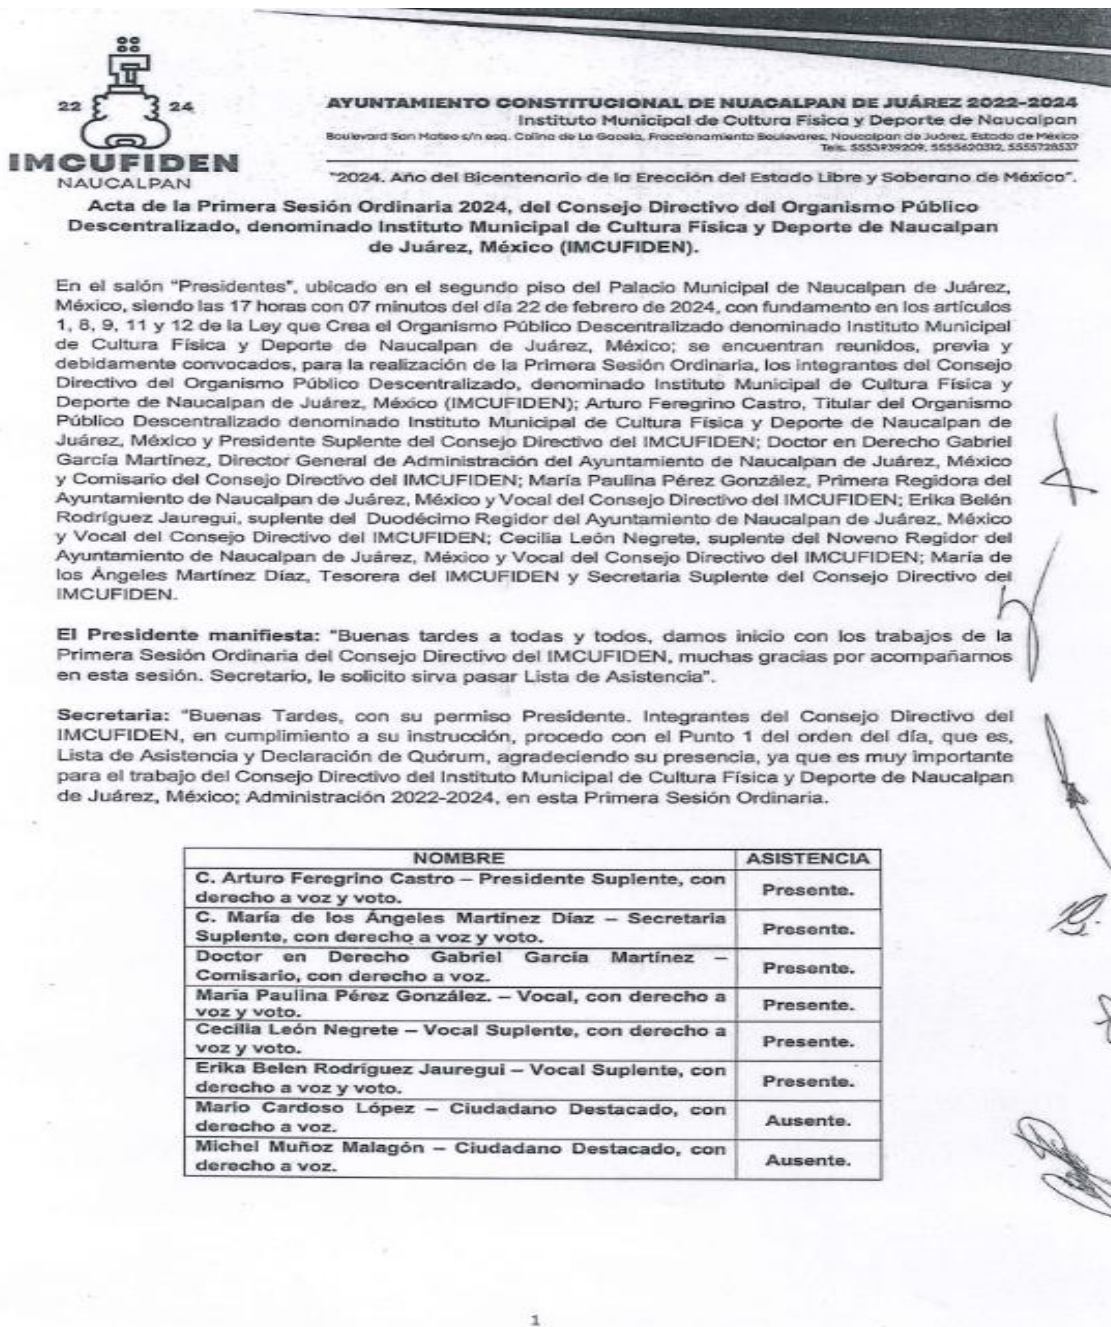 22 24
IMCUFIDEN
NAUCALPAN
AYUNTAMIENTO CONSTITUCIONAL DE NUACALPAN DE JUÁREZ 2022-2024
Instituto Municipal de Cultura Física y Deporte de Naucalpan
Boulevard San Mateo s/n esq. Colina de La Gacela, Fraccionamiento Boulevares, Naucalpan de Juárez, Estado de México
Tels. 5553939209, 5555620312, 5555728537
"2024. Año del Bicentenario de la Erección del Estado Libre y Soberano de México".
Acta de la Primera Sesión Ordinaria 2024, del Consejo Directivo del Organismo Público
Descentralizado, denominado Instituto Municipal de Cultura Física y Deporte de Naucalpan
de Juárez, México (IMCUFIDEN).
En el salón "Presidentes", ubicado en el segundo piso del Palacio Municipal de Naucalpan de Juárez,
México, siendo las 17 horas con 07 minutos del día 22 de febrero de 2024, con fundamento en los artículos
1, 8, 9, 11 y 12 de la Ley que Crea el Organismo Público Descentralizado denominado Instituto Municipal
de Cultura Física y Deporte de Naucalpan de Juárez, México; se encuentran reunidos, previa y
debidamente convocados, para la realización de la Primera Sesión Ordinaria, los integrantes del Consejo
Directivo del Organismo Público Descentralizado, denominado Instituto Municipal de Cultura Física y
Deporte de Naucalpan de Juárez, México (IMCUFIDEN); Arturo Feregrino Castro, Titular del Organismo
Público Descentralizado denominado Instituto Municipal de Cultura Física y Deporte de Naucalpan de
Juárez, México y Presidente Suplente del Consejo Directivo del IMCUFIDEN; Doctor en Derecho Gabriel
García Martínez, Director General de Administración del Ayuntamiento de Naucalpan de Juárez, México
y Comisario del Consejo Directivo del IMCUFIDEN; María Paulina Pérez González, Primera Regidora del
Ayuntamiento de Naucalpan de Juárez, México y Vocal del Consejo Directivo del IMCUFIDEN; Erika Belén
Rodríguez Jauregui, suplente del Duodécimo Regidor del Ayuntamiento de Naucalpan de Juárez, México
y Vocal del Consejo Directivo del IMCUFIDEN; Cecilia León Negrete, suplente del Noveno Regidor del
Ayuntamiento de Naucalpan de Juárez, México y Vocal del Consejo Directivo del IMCUFIDEN; María de
los Ángeles Martínez Díaz, Tesorera del IMCUFIDEN y Secretaria Suplente del Consejo Directivo del
IMCUFIDEN.
El Presidente manifiesta: "Buenas tardes a todas y todos, damos inicio con los trabajos de la
Primera Sesión Ordinaria del Consejo Directivo del IMCUFIDEN, muchas gracias por acompañarnos
en esta sesión. Secretario, le solicito sirva pasar Lista de Asistencia".
Secretaria: "Buenas Tardes, con su permiso Presidente. Integrantes del Consejo Directivo del
IMCUFIDEN, en cumplimiento a su instrucción, procedo con el Punto 1 del orden del día, que es,
Lista de Asistencia y Declaración de Quórum, agradeciendo su presencia, ya que es muy importante
para el trabajo del Consejo Directivo del Instituto Municipal de Cultura Física y Deporte de Naucalpan
de Juárez, México; Administración 2022-2024, en esta Primera Sesión Ordinaria.
NOMBRE ASISTENCIA
C. Arturo Feregrino Castro – Presidente Suplente, con
derecho a voz y voto. Presente.
C. María de los Ángeles Martínez Díaz – Secretaria
Suplente, con derecho a voz y voto. Presente.
Doctor en Derecho Gabriel García Martínez –
Comisario, con derecho a voz. Presente.
María Paulina Pérez González. – Vocal, con derecho a
voz y voto. Presente.
Cecilia León Negrete – Vocal Suplente, con derecho a
voz y voto. Presente.
Erika Belen Rodríguez Jauregui – Vocal Suplente, con
derecho a voz y voto. Presente.
Mario Cardoso López – Ciudadano Destacado, con
derecho a voz. Ausente.
Michel Muñoz Malagón – Ciudadano Destacado, con
derecho a voz. Ausente.
1